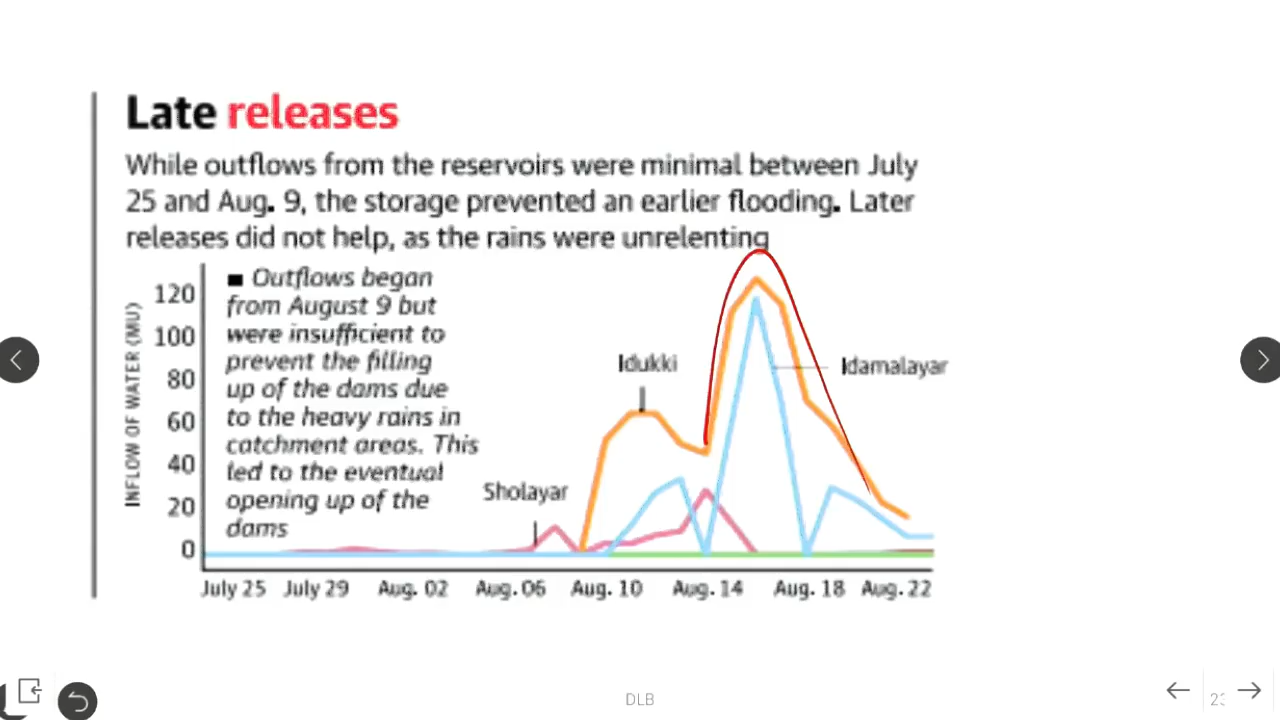 Late releases
While outflows from the reservoirs were minimal between July
25 and Aug. 9, the storage prevented an earlier flooding. Later
releases did not help, as the rains were unrelenting
■ Outflows began
from August 9 but
were insufficient to
prevent the filling
up of the dams due
to the heavy rains in
catchment areas. This
led to the eventual
opening up of the
dams
INFLOW OF WATER (MU)
120
100
80
60
40
20
0
Sholayar
Idukki
Idamalayar
July 25 July 29 Aug. 02 Aug. 06 Aug. 10 Aug. 14 Aug. 18 Aug. 22
DLB